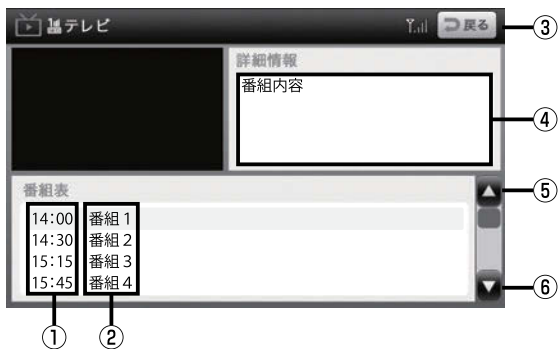 1seg テレビ
戻る
③
詳細情報
番組内容
④
番組表
⑤
14:00 番組1
14:30 番組2
15:15 番組3
15:45 番組4
⑥
① ②